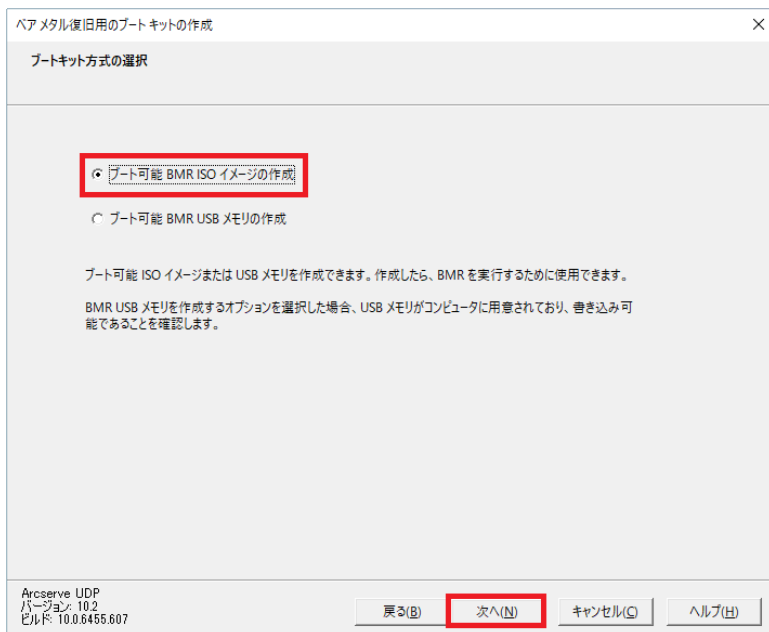 ベア メタル復旧用のブート キットの作成
ブートキット方式の選択
ブート可能 BMR ISO イメージの作成
ブート可能 BMR USB メモリの作成
ブート可能 ISO イメージまたは USB メモリを作成できます。作成したら、BMR を実行するために使用できます。
BMR USB メモリを作成するオプションを選択した場合、USB メモリがコンピュータに用意されており、書き込み可
能であることを確認します。
Arcserve UDP
バージョン: 10.2
ビルド: 10.0.6455.607
戻る(B) 次へ(N) キャンセル(C) ヘルプ(H)